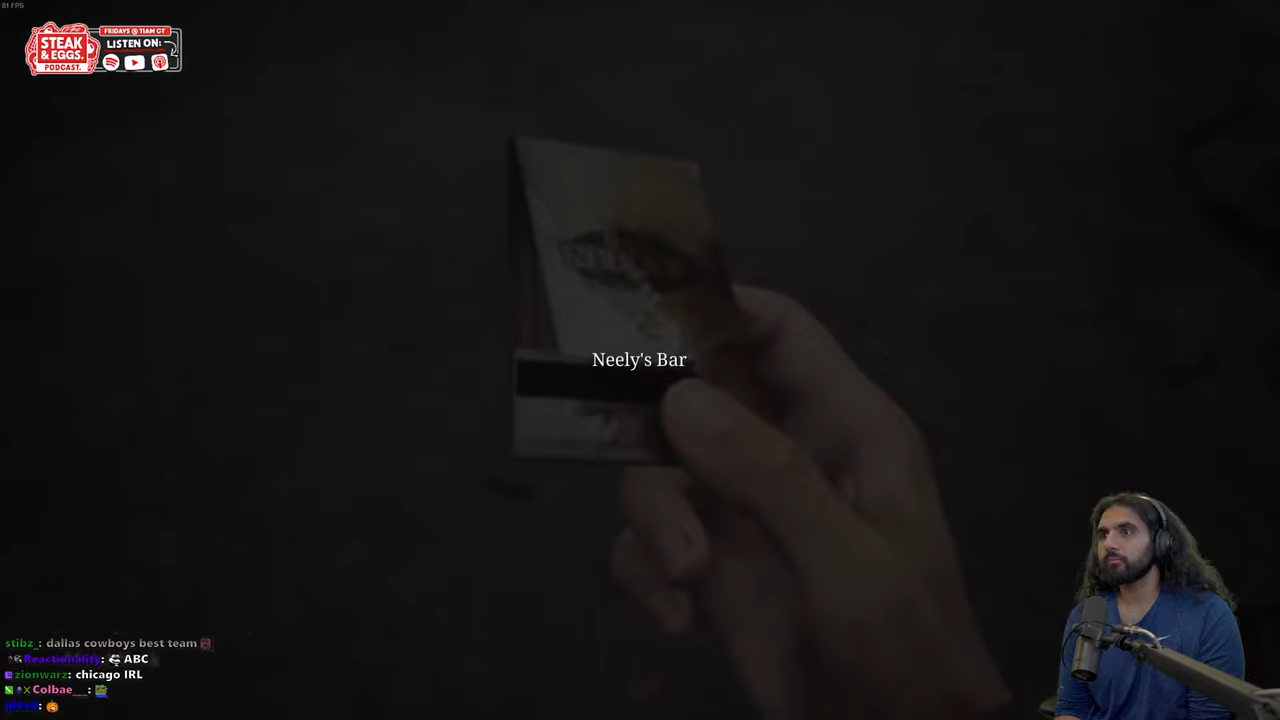 81 FPS
STEAK
& EGGS.
PODCAST.
FRIDAYS @ 11AM CT
LISTEN ON:
Neely's Bar
stibz_: dallas cowboys best team
Reactionality: ABC
zionwarz: chicago IRL
Colbae__: